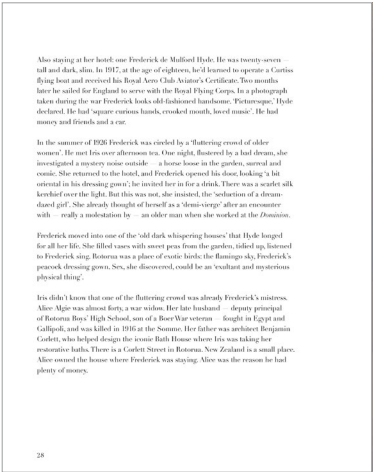 Also staying at her hotel: one Frederick de Mulford Hyde. He was twenty-seven —
tall and dark, slim. In 1917, at the age of eighteen, he'd learned to operate a Curtiss
flying boat and received his Royal Aero Club Aviator's Certificate. Two months
later he sailed for England to serve with the Royal Flying Corps. In a photograph
taken during the war Frederick looks old-fashioned handsome. 'Picturesque,' Hyde
declared. He had 'square curious hands, crooked mouth, loved music'. He had
money and friends and a car.
In the summer of 1926 Frederick was circled by a 'fluttering crowd of older
women'. He met Iris over afternoon tea. One night, flustered by a bad dream, she
investigated a mystery noise outside — a horse loose in the garden, surreal and
comic. She returned to the hotel, and Frederick opened his door, looking 'a bit
oriental in his dressing gown'; he invited her in for a drink. There was a scarlet silk
kerchief over the light. But this was not, she insisted, the 'seduction of a dream-
dazed girl'. She already thought of herself as a 'demi-vierge' after an encounter
with — really a molestation by — an older man when she worked at the Dominion.
Frederick moved into one of the 'old dark whispering houses' that Hyde longed
for all her life. She filled vases with sweet peas from the garden, tidied up, listened
to Frederick sing. Rotorua was a place of exotic birds: the flamingo sky, Frederick's
peacock dressing gown. Sex, she discovered, could be an 'exultant and mysterious
physical thing'.
Iris didn't know that one of the fluttering crowd was already Frederick's mistress.
Alice Algie was almost forty, a war widow. Her late husband — deputy principal
of Rotorua Boys' High School, son of a Boer War veteran — fought in Egypt and
Gallipoli, and was killed in 1916 at the Somme. Her father was architect Benjamin
Corlett, who helped design the iconic Bath House where Iris was taking her
restorative baths. There is a Corlett Street in Rotorua. New Zealand is a small place.
Alice owned the house where Frederick was staying. Alice was the reason he had
plenty of money.
28